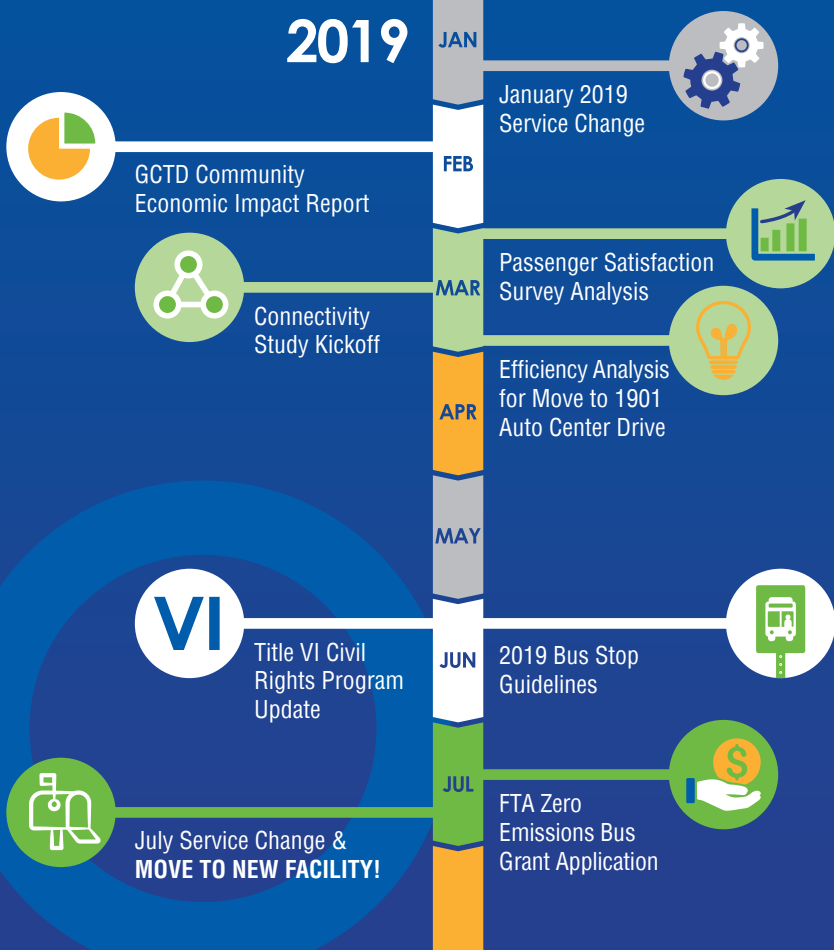 2019
JAN
January 2019
Service Change
GCTD Community
Economic Impact Report
FEB
Passenger Satisfaction
Survey Analysis
MAR
Connectivity
Study Kickoff
Efficiency Analysis
for Move to 1901
Auto Center Drive
APR
MAY
VI
Title VI Civil
Rights Program
Update
JUN
2019 Bus Stop
Guidelines
JUL
$
FTA Zero
Emissions Bus
Grant Application
July Service Change &
MOVE TO NEW FACILITY!